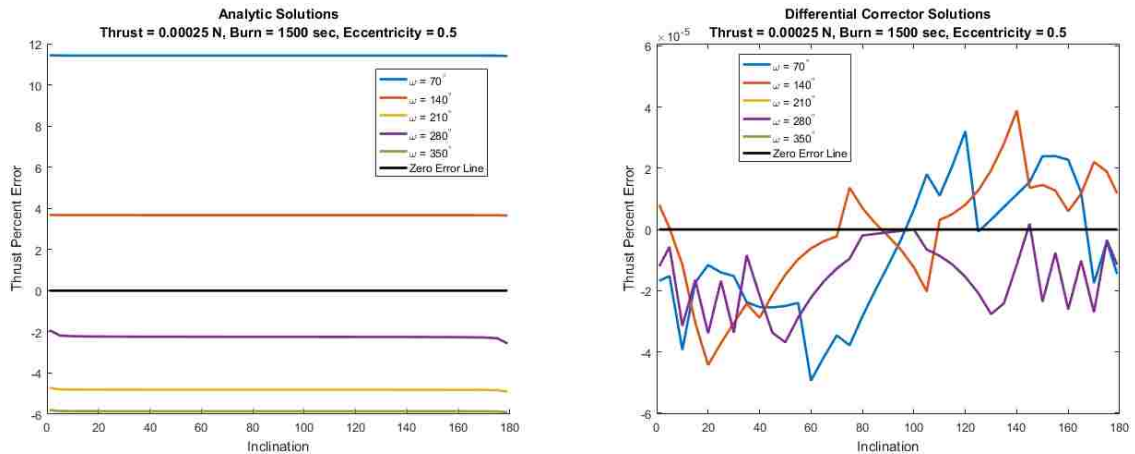 Analytic Solutions
Thrust = 0.00025 N, Burn = 1500 sec, Eccentricity = 0.5
12
10
8
6
4
2
0
-2
-4
-6
Thrust Percent Error
ω = 70°
ω = 140°
ω = 210°
ω = 280°
ω = 350°
Zero Error Line
0 20 40 60 80 100 120 140 160 180
Inclination
Differential Corrector Solutions
Thrust = 0.00025 N, Burn = 1500 sec, Eccentricity = 0.5
× 10⁻⁵
6
4
2
0
-2
-4
-6
Thrust Percent Error
ω = 70°
ω = 140°
ω = 210°
ω = 280°
ω = 350°
Zero Error Line
0 20 40 60 80 100 120 140 160 180
Inclination